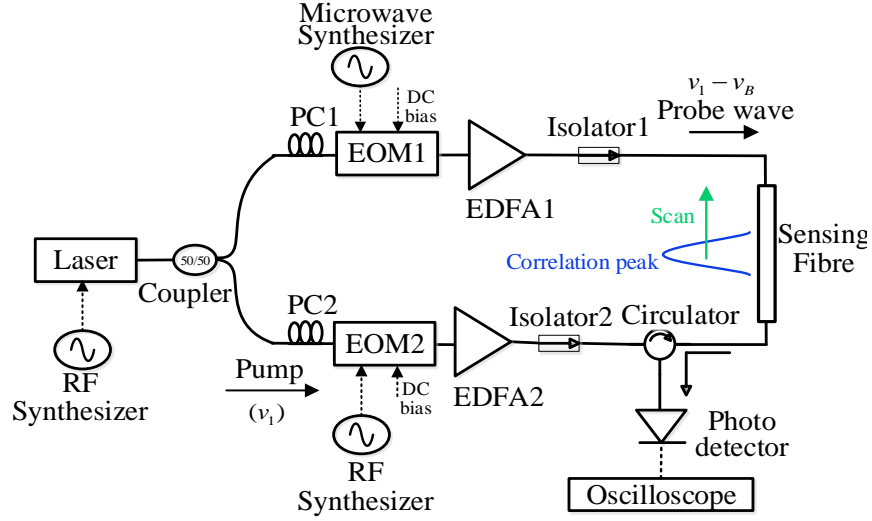 Microwave
Synthesizer
DC
bias
PC1
EOM1
EDFA1
Isolator1
v₁ − v_B
Probe wave
Scan
Correlation peak
Sensing
Fibre
Laser
50/50
Coupler
RF
Synthesizer
PC2
EOM2
Pump
(v₁)
DC
bias
RF
Synthesizer
EDFA2
Isolator2
Circulator
Photo
detector
Oscilloscope